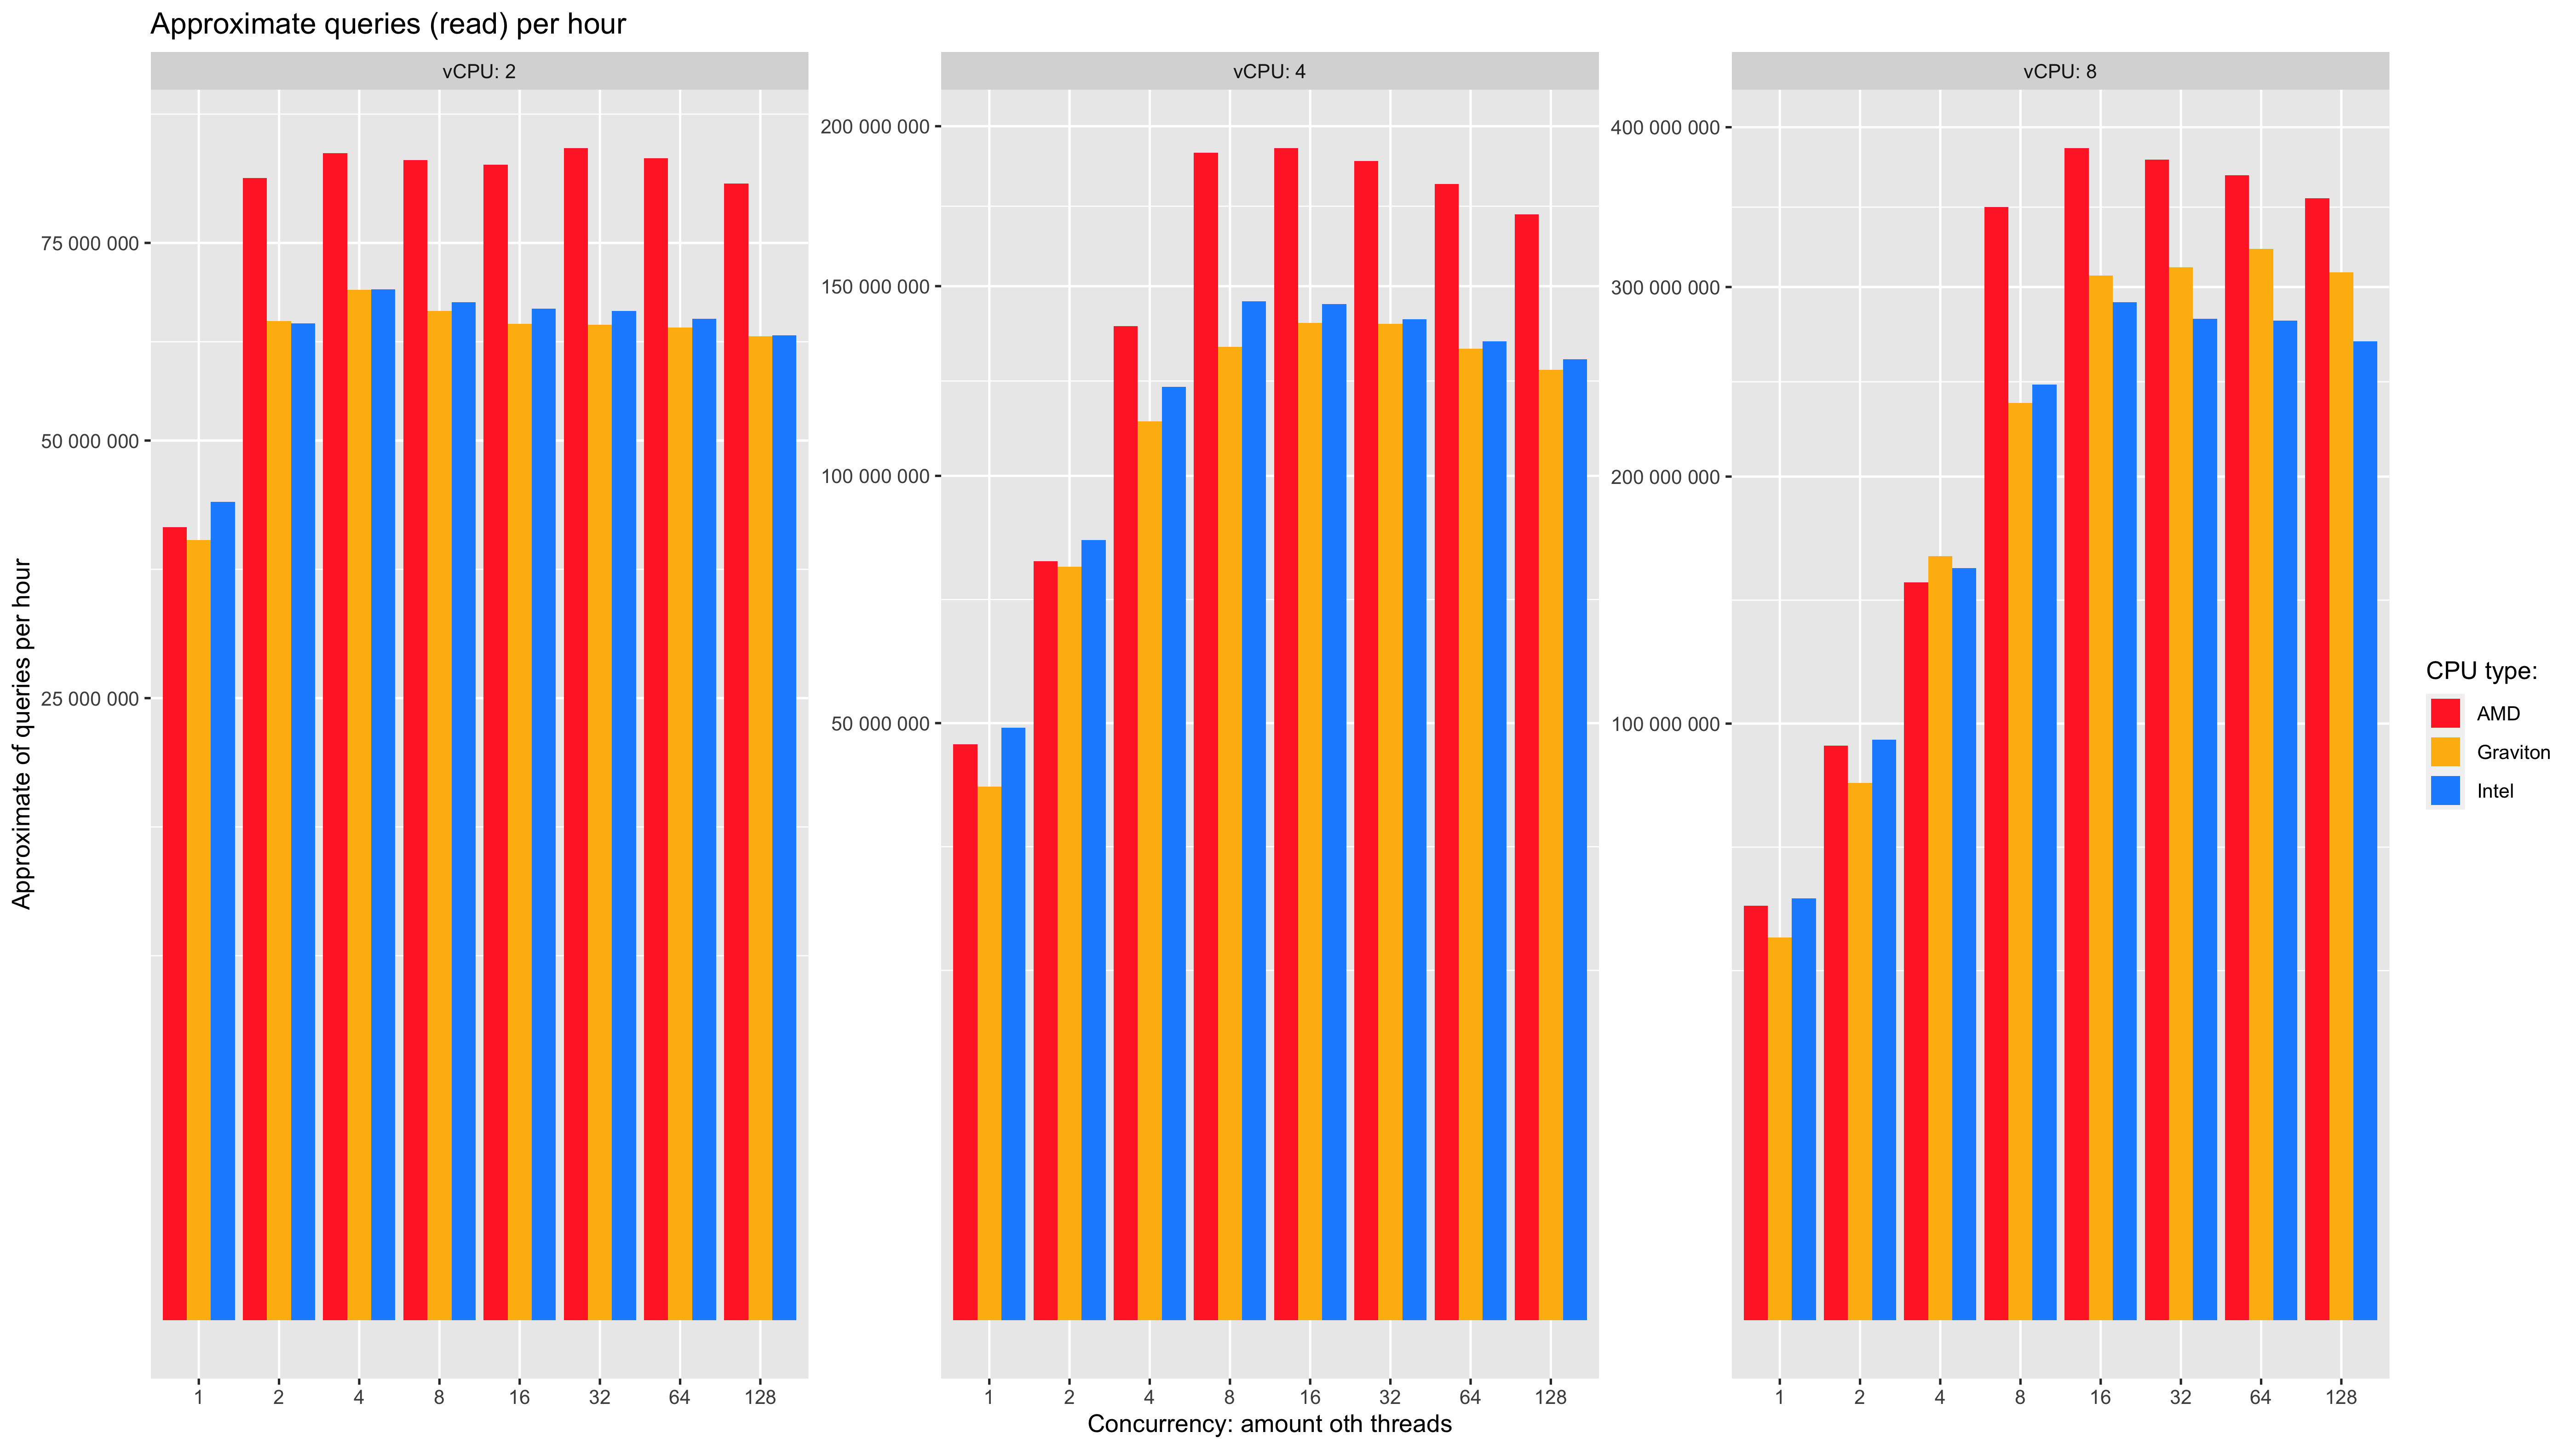 Approximate queries (read) per hour
vCPU: 2
vCPU: 4
vCPU: 8
Approximate of queries per hour
75 000 000
50 000 000
25 000 000
200 000 000
150 000 000
100 000 000
50 000 000
400 000 000
300 000 000
200 000 000
100 000 000
1 2 4 8 16 32 64 128
1 2 4 8 16 32 64 128
1 2 4 8 16 32 64 128
Concurrency: amount oth threads
CPU type:
AMD
Graviton
Intel